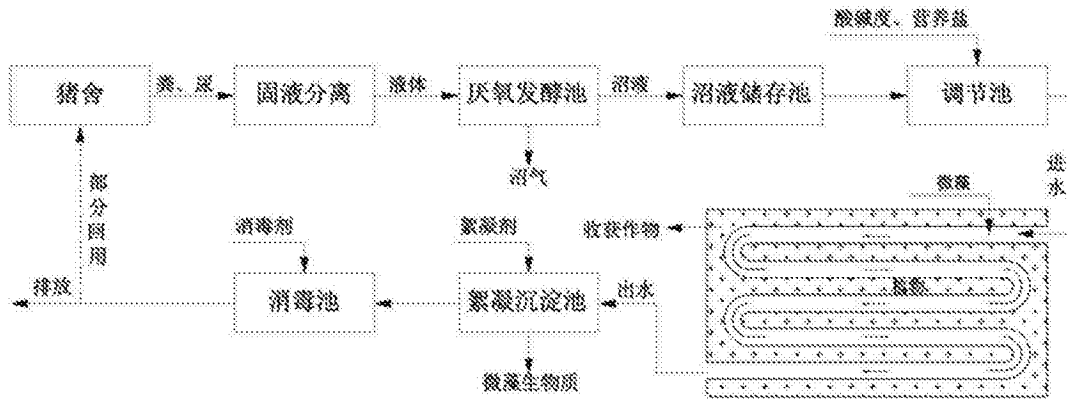 酸碱度、营养盐
猪舍
粪、尿
固液分离
液体
厌氧发酵池
沼液
沼液储存池
调节池
沼气
进水
微藻
部分回用
消毒剂
絮凝剂
收获作物
排放
消毒池
絮凝沉淀池
出水
微藻生物质